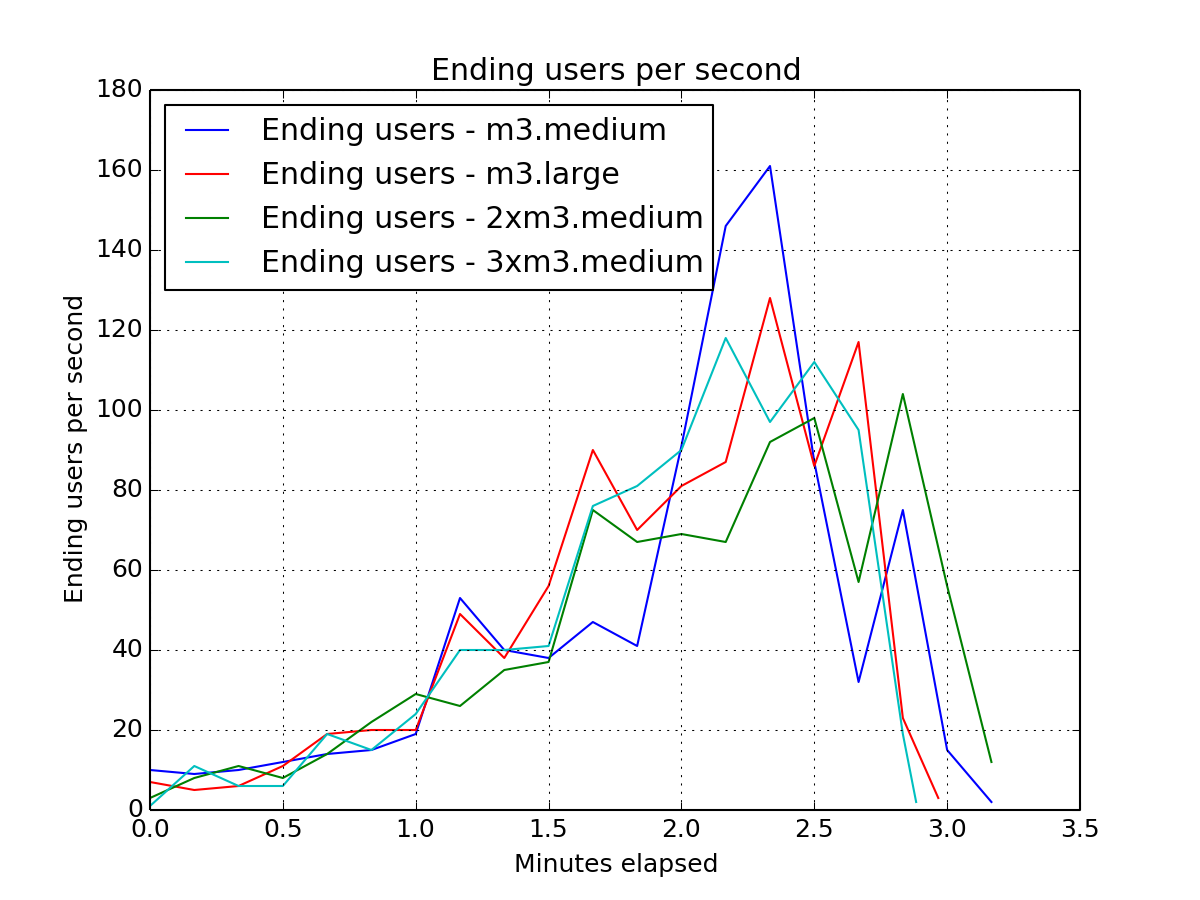 Ending users per second
180
160
140
120
100
80
60
40
20
0
Ending users per second
Ending users - m3.medium
Ending users - m3.large
Ending users - 2xm3.medium
Ending users - 3xm3.medium
0.0 0.5 1.0 1.5 2.0 2.5 3.0 3.5
Minutes elapsed